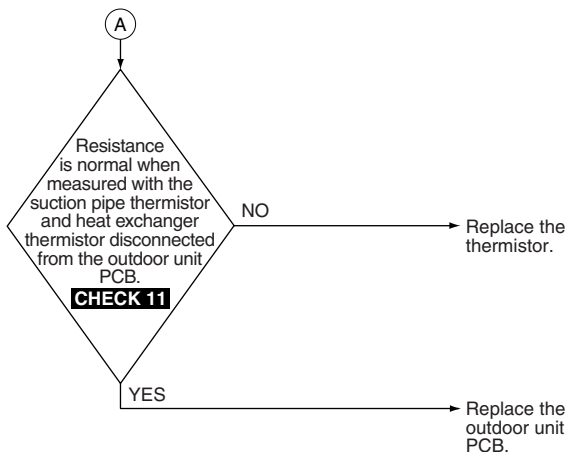 A
Resistance
is normal when
measured with the
suction pipe thermistor
and heat exchanger
thermistor disconnected
from the outdoor unit
PCB.
CHECK 11
NO
Replace the
thermistor.
YES
Replace the
outdoor unit
PCB.